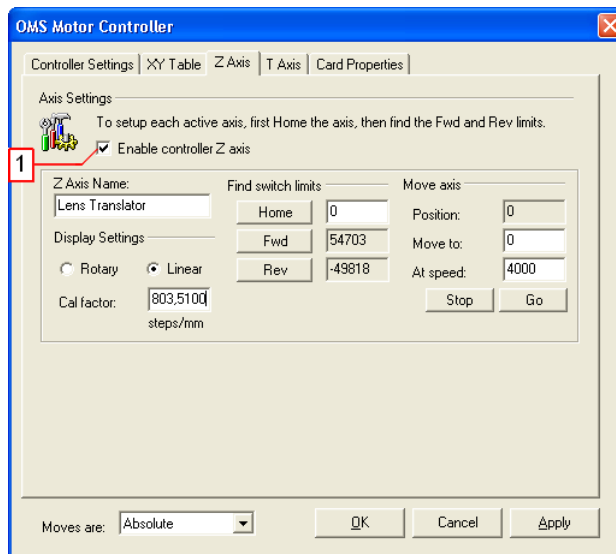 OMS Motor Controller
Controller Settings XY Table Z Axis T Axis Card Properties
Axis Settings
To setup each active axis, first Home the axis, then find the Fwd and Rev limits.
1
Enable controller Z axis
Z Axis Name:
Lens Translator
Display Settings
Rotary Linear
Cal factor: 803,5100
steps/mm
Find switch limits
Home 0
Fwd 54703
Rev -49818
Move axis
Position: 0
Move to: 0
At speed: 4000
Stop Go
Moves are: Absolute
OK Cancel Apply